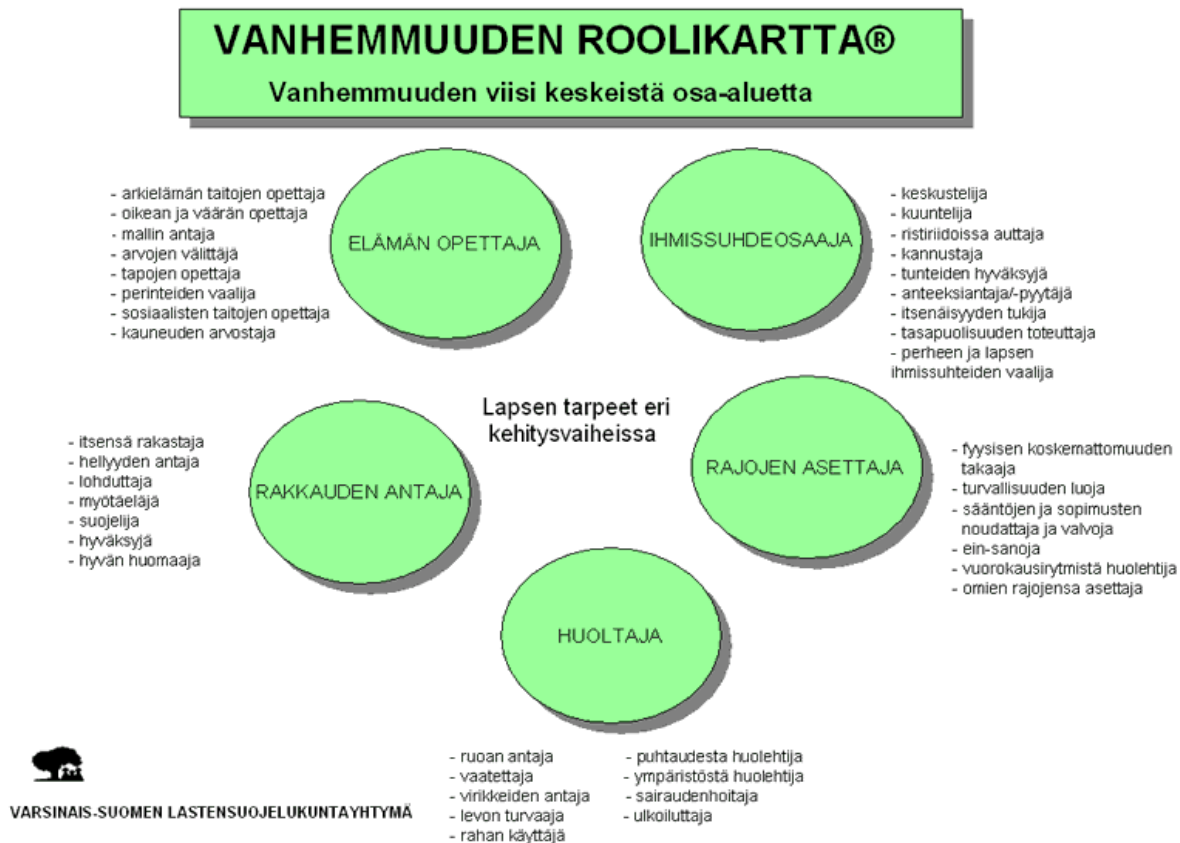 VANHEMMUUDEN ROOLIKARTTA®
Vanhemmuuden viisi keskeistä osa-aluetta
- arkielämän taitojen opettaja
- oikean ja väärän opettaja
- mallin antaja
- arvojen välittäjä
- tapojen opettaja
- perinteiden vaalija
- sosiaalisten taitojen opettaja
- kauneuden arvostaja
ELÄMÄN OPETTAJA
IHMISSUHDEOSAAJA
- keskustelija
- kuuntelija
- ristiriidoissa auttaja
- kannustaja
- tunteiden hyväksyjä
- anteeksiantaja/-pyytäjä
- itsenäisyyden tukija
- tasapuolisuuden toteuttaja
- perheen ja lapsen
ihmissuhteiden vaalija
Lapsen tarpeet eri
kehitysvaiheissa
- itsensä rakastaja
- hellyyden antaja
- lohduttaja
- myötäeläjä
- suojelija
- hyväksyjä
- hyvän huomaaja
RAKKAUDEN ANTAJA
RAJOJEN ASETTAJA
- fyysisen koskemattomuuden
takaaja
- turvallisuuden luoja
- sääntöjen ja sopimusten
noudattaja ja valvoja
- ein-sanoja
- vuorokausirytmistä huolehtija
- omien rajojensa asettaja
HUOLTAJA
- ruoan antaja
- vaatettaja
- virikkeiden antaja
- levon turvaaja
- rahan käyttäjä
- puhtaudesta huolehtija
- ympäristöstä huolehtija
- sairaudenhoitaja
- ulkoiluttaja
VARSINAIS-SUOMEN LASTENSUOJELUKUNTAYHTYMÄ